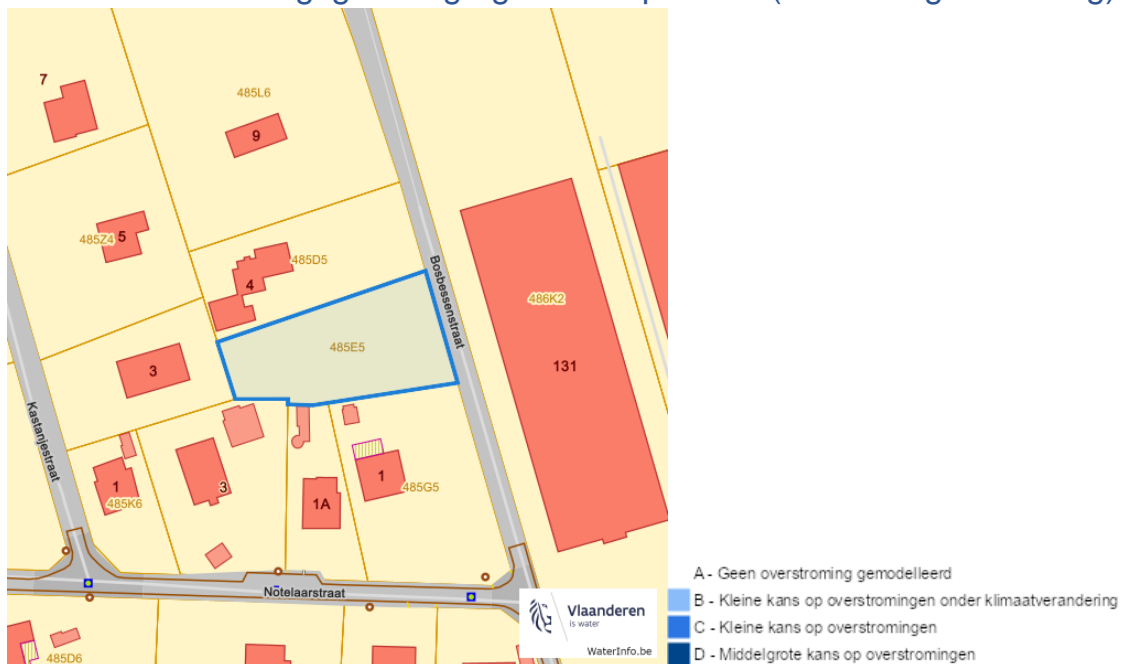 7
485L6
9
485Z4 5
485D5
4
Bosbessenstraat
486K2
485E5
131
3
Kastanjestraat
1
485K6
3
1A
1
485G5
Notelaarstraat
485D6
Vlaanderen
is water
WaterInfo.be
A - Geen overstroming gemodelleerd
B - Kleine kans op overstromingen onder klimaatverandering
C - Kleine kans op overstromingen
D - Middelgrote kans op overstromingen